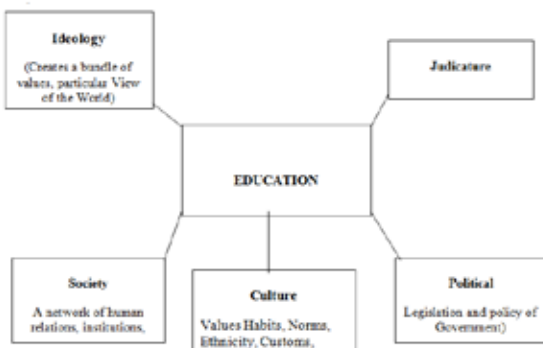 Ideology
(Creates a bundle of
values, particular View
of the World)
Judicature
EDUCATION
Society
A network of human
relations, institutions,
Culture
Values Habits, Norms,
Ethnicity, Customs,
Political
Legislation and policy of
Government)